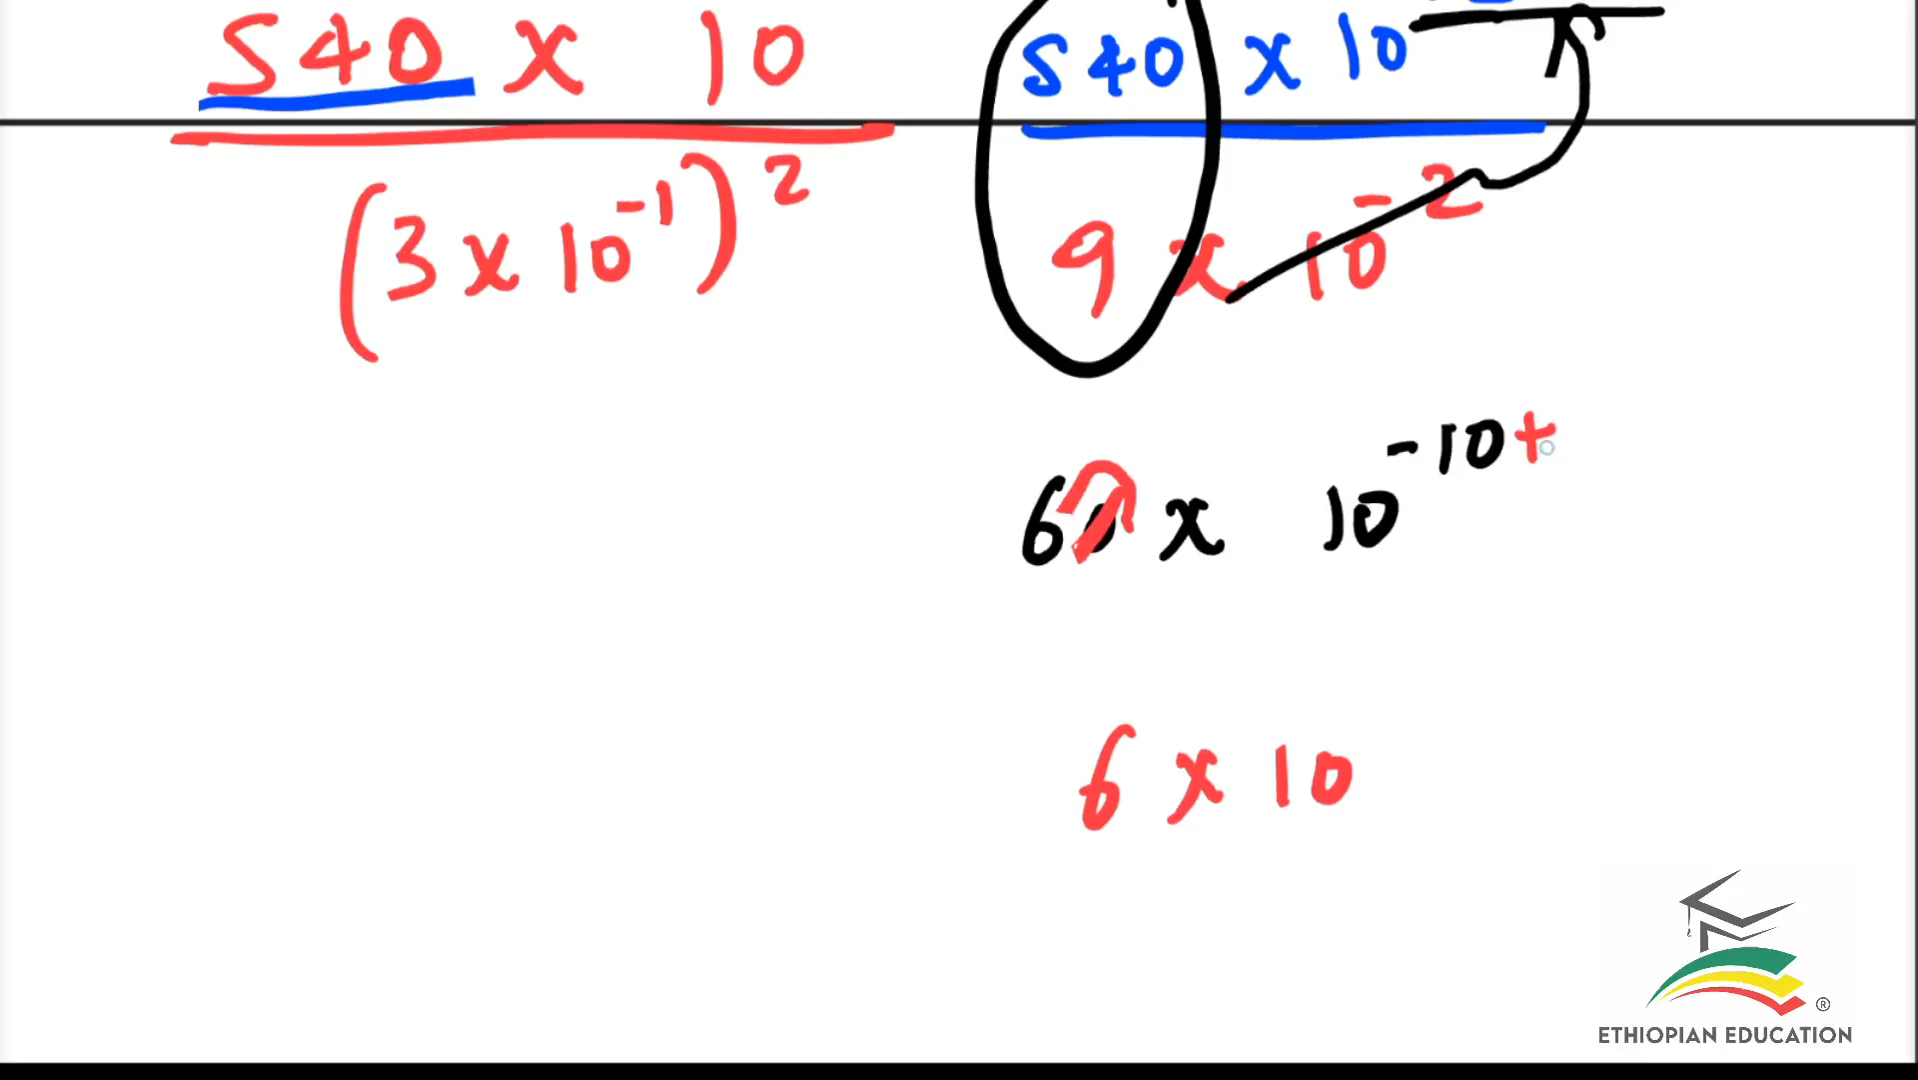 540 x 10
(3 x 10⁻¹)²
540 x 10
9 x 10⁻²
60 x 10⁻¹⁰⁺
6 x 10
®
ETHIOPIAN EDUCATION